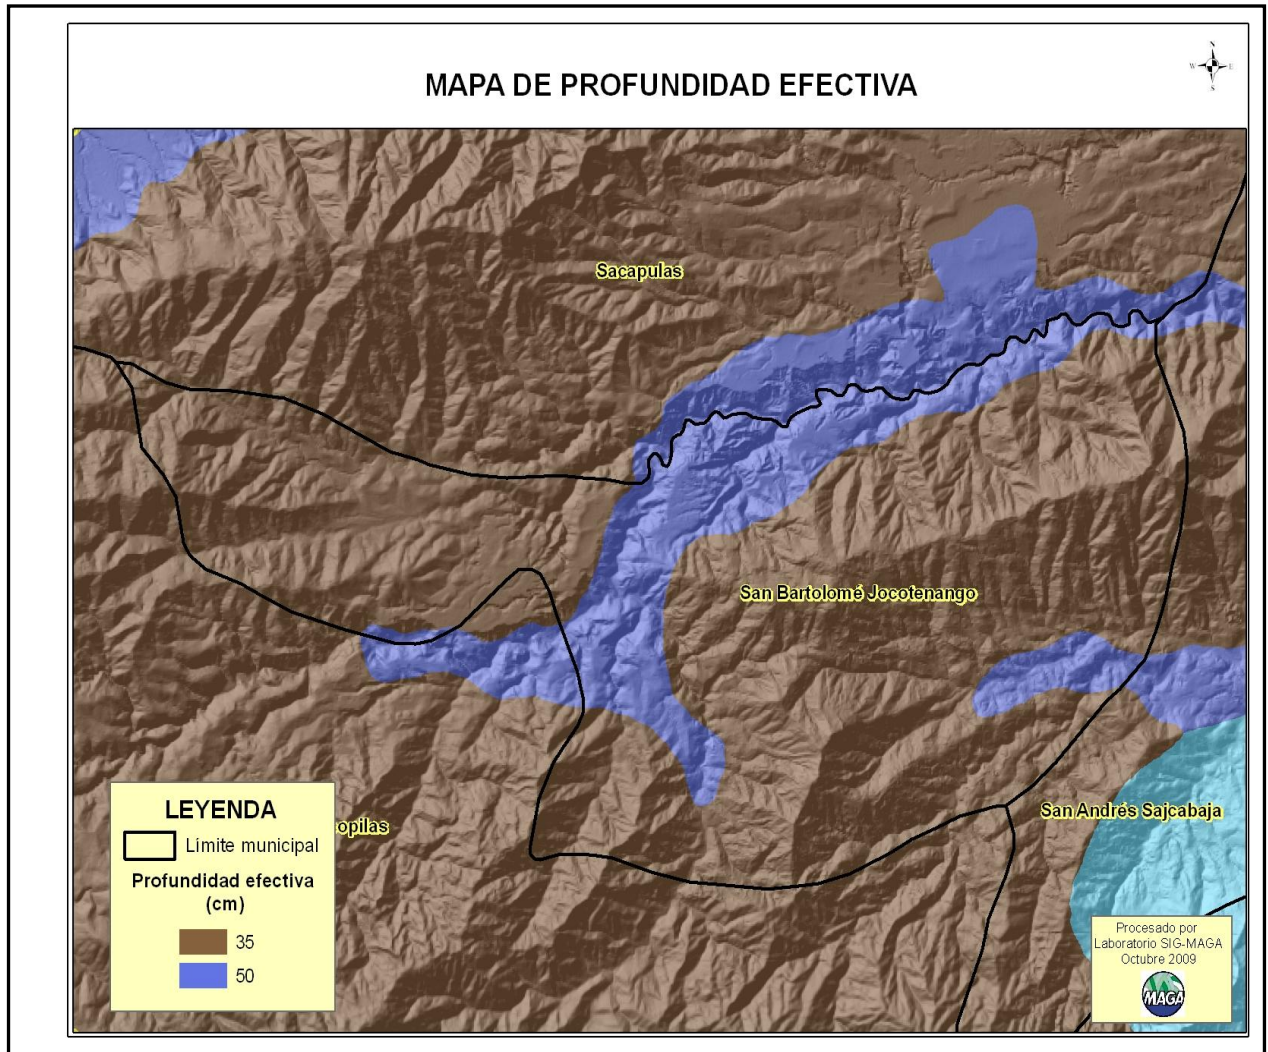 N
W E
S
MAPA DE PROFUNDIDAD EFECTIVA
Sacapulas
San Bartolomé Jocotenango
San Andrés Sajcabaja
opilas
LEYENDA
Límite municipal
Profundidad efectiva
(cm)
35
50
Procesado por
Laboratorio SIG-MAGA
Octubre 2009
MAGA